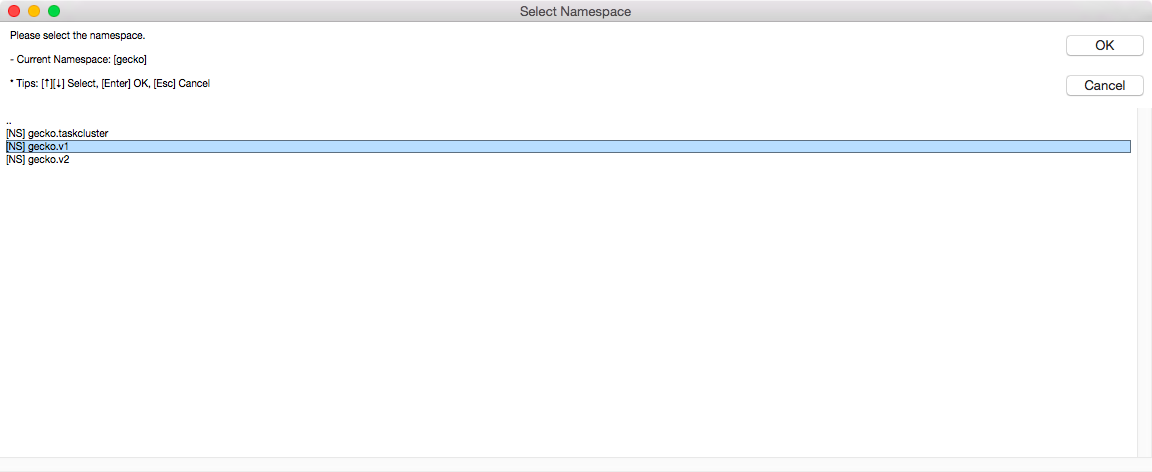 Select Namespace
Please select the namespace.
OK
- Current Namespace: [gecko]
* Tips: [↑][↓] Select, [Enter] OK, [Esc] Cancel
Cancel
..
[NS] gecko.taskcluster
[NS] gecko.v1
[NS] gecko.v2